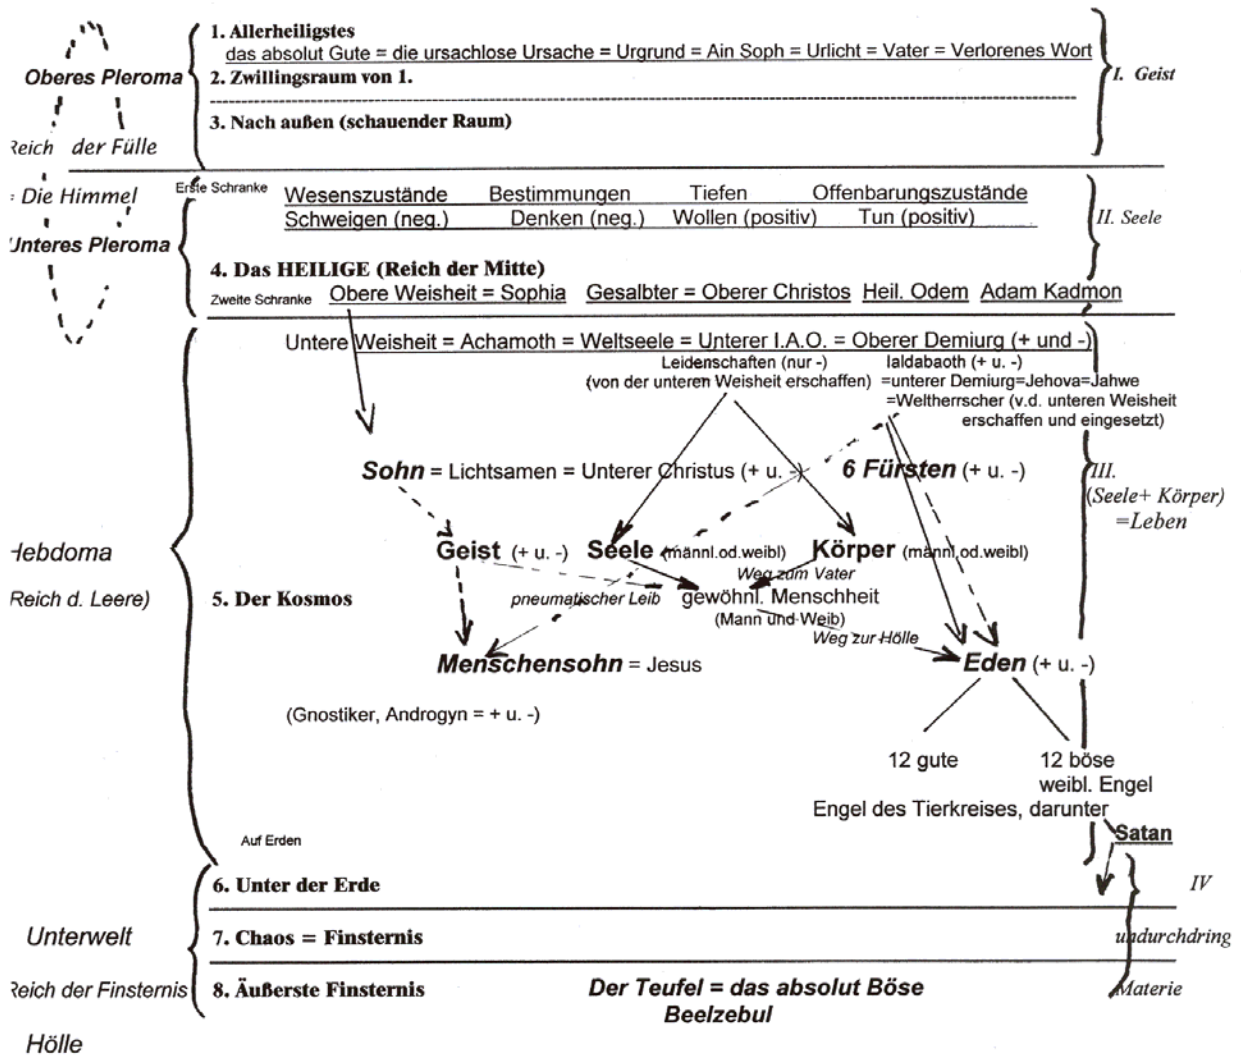 1. Allerheiligstes
das absolut Gute = die ursachlose Ursache = Urgrund = Ain Soph = Urlicht = Vater = Verlorenes Wort
Oberes Pleroma
2. Zwillingsraum von 1.
I. Geist
3. Nach außen (schauender Raum)
Reich der Fülle
= Die Himmel
Erste Schranke
Wesenszustände Bestimmungen Tiefen Offenbarungszustände
Schweigen (neg.) Denken (neg.) Wollen (positiv) Tun (positiv)
II. Seele
Unteres Pleroma
4. Das HEILIGE (Reich der Mitte)
Zweite Schranke Obere Weisheit = Sophia Gesalbter = Oberer Christos Heil. Odem Adam Kadmon
Untere Weisheit = Achamoth = Weltseele = Unterer I.A.O. = Oberer Demiurg (+ und -)
Leidenschaften (nur -)
(von der unteren Weisheit erschaffen)
Ialdabaoth (+ u. -)
=unterer Demiurg=Jehova=Jahwe
=Weltherrscher (v.d. unteren Weisheit
erschaffen und eingesetzt)
Sohn = Lichtsamen = Unterer Christus (+ u. -)
6 Fürsten (+ u. -)
III.
(Seele+ Körper)
=Leben
Hebdoma
Geist (+ u. -) Seele (männl.od.weibl) Körper (männl.od.weibl)
Weg zum Vater
(Reich d. Leere)
5. Der Kosmos
pneumatischer Leib
gewöhnl. Menschheit
(Mann und Weib)
Weg zur Hölle
Menschensohn = Jesus
Eden (+ u. -)
(Gnostiker, Androgyn = + u. -)
12 gute
12 böse
weibl. Engel
Engel des Tierkreises, darunter
Satan
Auf Erden
6. Unter der Erde
IV
Unterwelt
7. Chaos = Finsternis
undurchdring
Reich der Finsternis
8. Äußerste Finsternis
Der Teufel = das absolut Böse
Beelzebul
Materie
Hölle